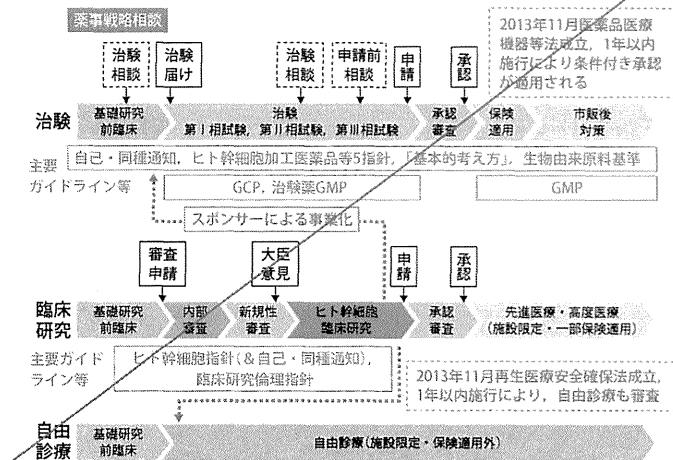 薬事戦略相談
治験
相談
治験
届け
治験
相談
申請前
相談
申請
承認
2013年11月医薬品医療
機器等法成立，1年以内
施行により条件付き承認
が適用される
治験
基礎研究
前臨床
治験
第Ⅰ相試験，第Ⅱ相試験，第Ⅲ相試験
承認
審査
保険
適用
市販後
対策
主要
ガイドライン等
自己・同種通知，ヒト幹細胞加工医薬品等5指針，「基本的考え方」，生物由来原料基準
GCP，治験薬GMP
GMP
スポンサーによる事業化
審査
申請
大臣
意見
申請
承認
臨床
研究
基礎研究
前臨床
内部
審査
新規性
審査
ヒト幹細胞
臨床研究
承認
審査
先進医療・高度医療
（施設限定・一部保険適用）
主要ガイド
ライン等
ヒト幹細胞指針（＆自己・同種通知），
臨床研究倫理指針
2013年11月再生医療安全確保法成立，
1年以内施行により，自由診療も審査
自由
診療
基礎研究
前臨床
自由診療（施設限定・保険適用外）